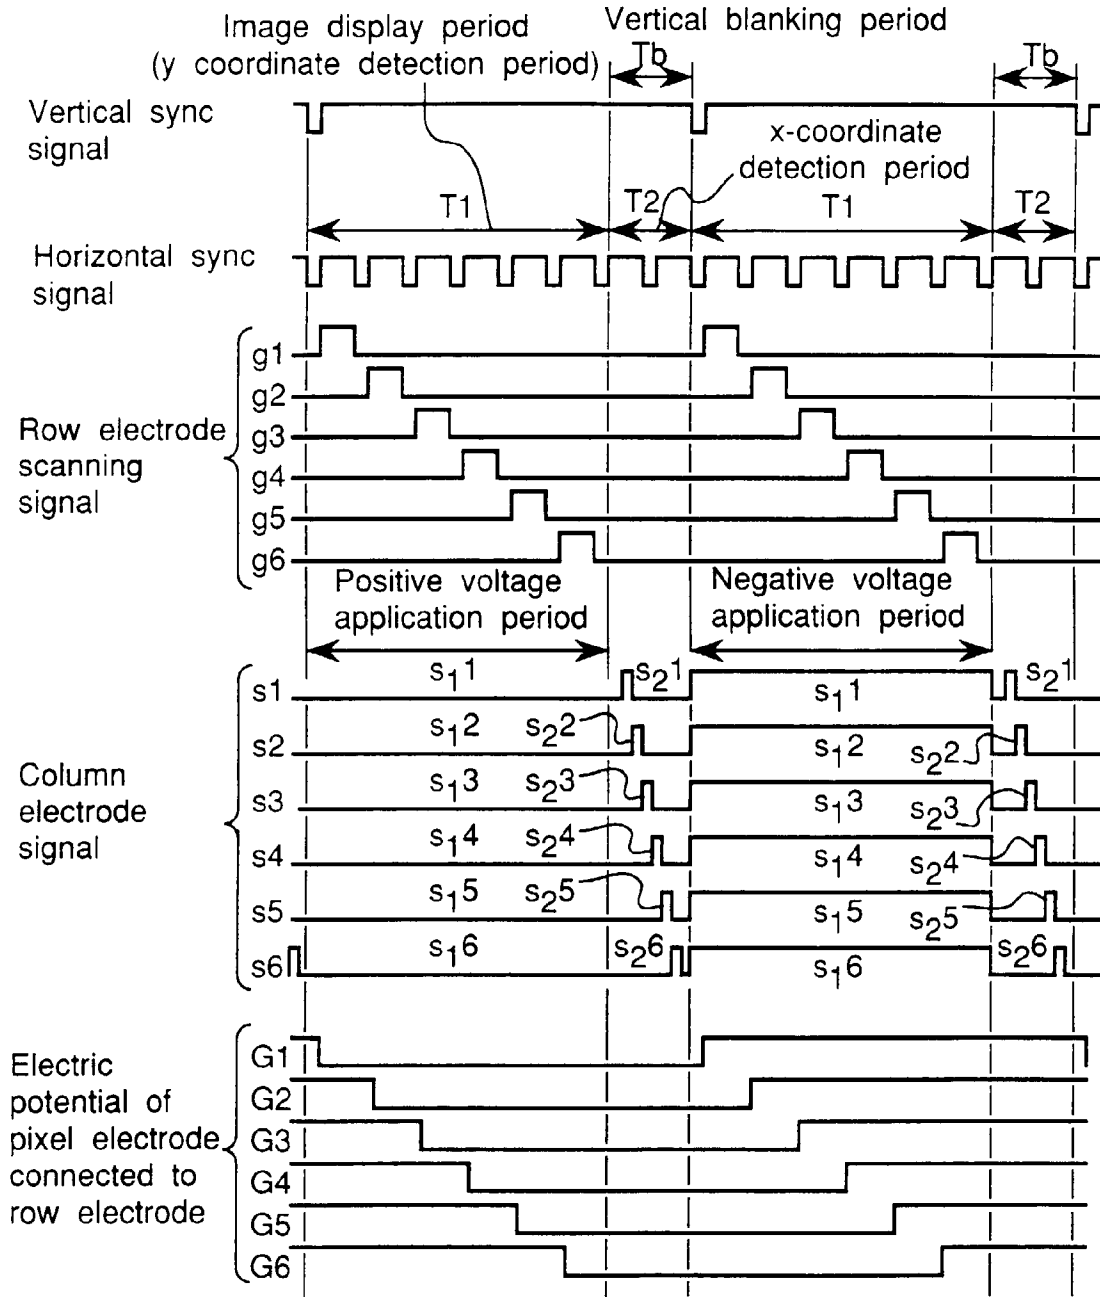 Image display period
(y coordinate detection period)
Vertical blanking period
Tb
Tb
Vertical sync
signal
x-coordinate
detection period
T1
T2
T1
T2
Horizontal sync
signal
Row electrode
scanning
signal
g1
g2
g3
g4
g5
g6
Positive voltage
application period
Negative voltage
application period
Column
electrode
signal
s1
s₁1
s₂1
s₁1
s₂1
s2
s₁2
s₂2
s₁2
s₂2
s3
s₁3
s₂3
s₁3
s₂3
s4
s₁4
s₂4
s₁4
s₂4
s5
s₁5
s₂5
s₁5
s₂5
s6
s₁6
s₂6
s₁6
s₂6
Electric
potential of
pixel electrode
connected to
row electrode
G1
G2
G3
G4
G5
G6